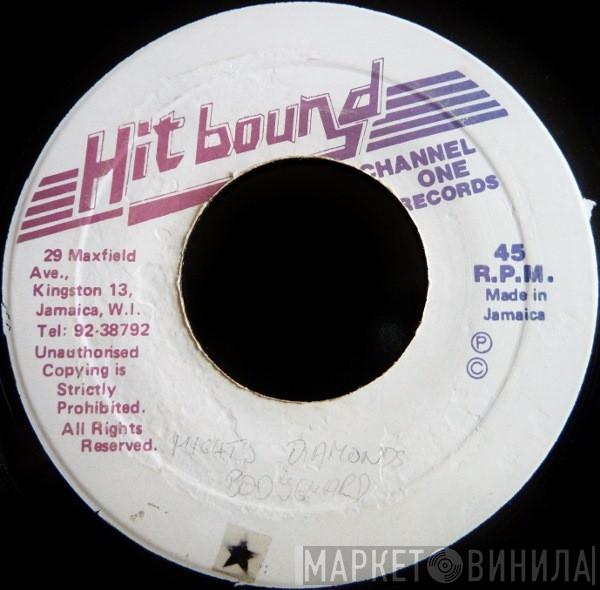 Hit bound
CHANNEL
ONE
RECORDS
29 Maxfield
Ave.,
Kingston 13,
Jamaica, W.I.
Tel: 92-38792
Unauthorised
Copying is
Strictly
Prohibited.
All Rights
Reserved.
45
R.P.M.
Made in
Jamaica
P
C
MIGHTY DIAMONDS
BODYGUARD
МАРКЕТ ВИНИЛА